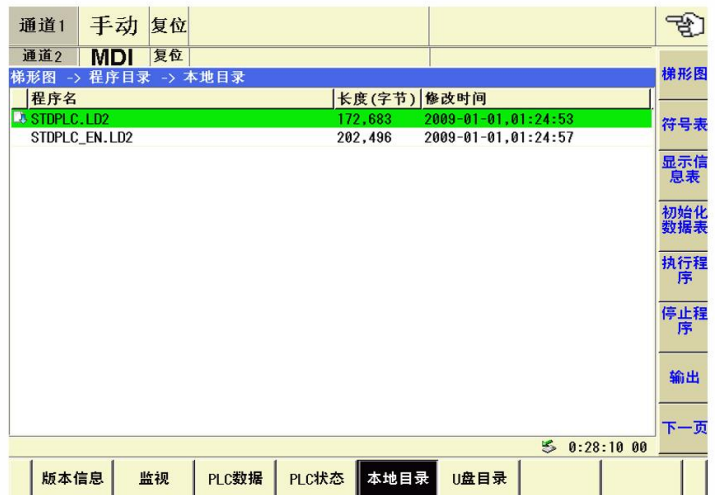 通道1 手动 复位
通道2 MDI 复位
梯形图 -> 程序目录 -> 本地目录
程序名 长度(字节) 修改时间
STDPLC.LD2 172,683 2009-01-01,01:24:53
STDPLC_EN.LD2 202,496 2009-01-01,01:24:57
梯形图
符号表
显示信
息表
初始化
数据表
执行程
序
停止程
序
输出
下一页
0:28:10 00
版本信息 监视 PLC数据 PLC状态 本地目录 U盘目录